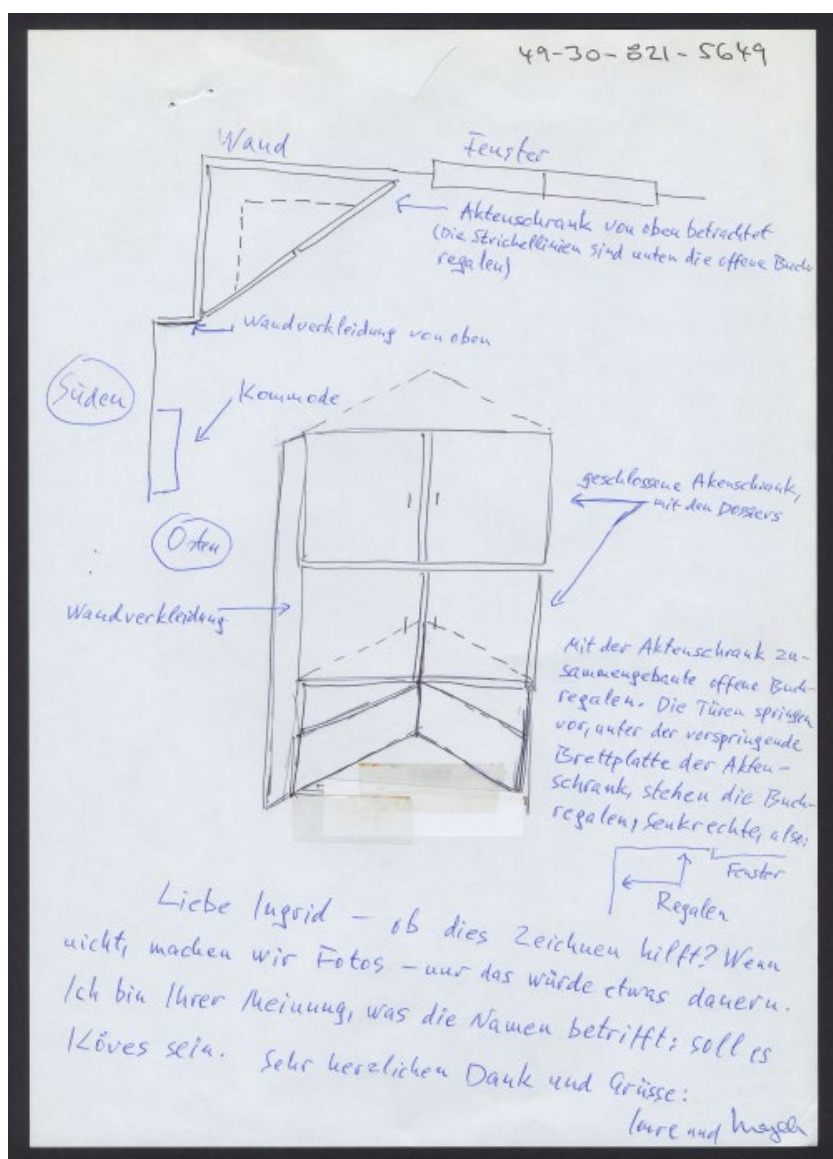 49-30-821-5649
Wand
Fenster
Aktenschrank von oben betrachtet
(Die Strichellinien sind unten die offene Buch
regalen)
Wandverkleidung von oben
Süden
Kommode
geschlossene Akenschrank,
mit den Dossiers
Osten
Wandverkleidung
Mit der Aktenschrank zu-
sammengebaute offene Buch-
regalen. Die Türen springen
vor, unter der vorspringende
Brettplatte der Akten-
schrank, stehen die Buch-
regalen, senkrechte, also:
Fenster
Regalen
Liebe Ingrid – ob dies Zeichnen hilft? Wenn
nicht, machen wir Fotos – nur das würde etwas dauern.
Ich bin Ihrer Meinung, was die Namen betrifft: soll es
Köves sein. Sehr herzlichen Dank und Grüsse:
Imre und Magda